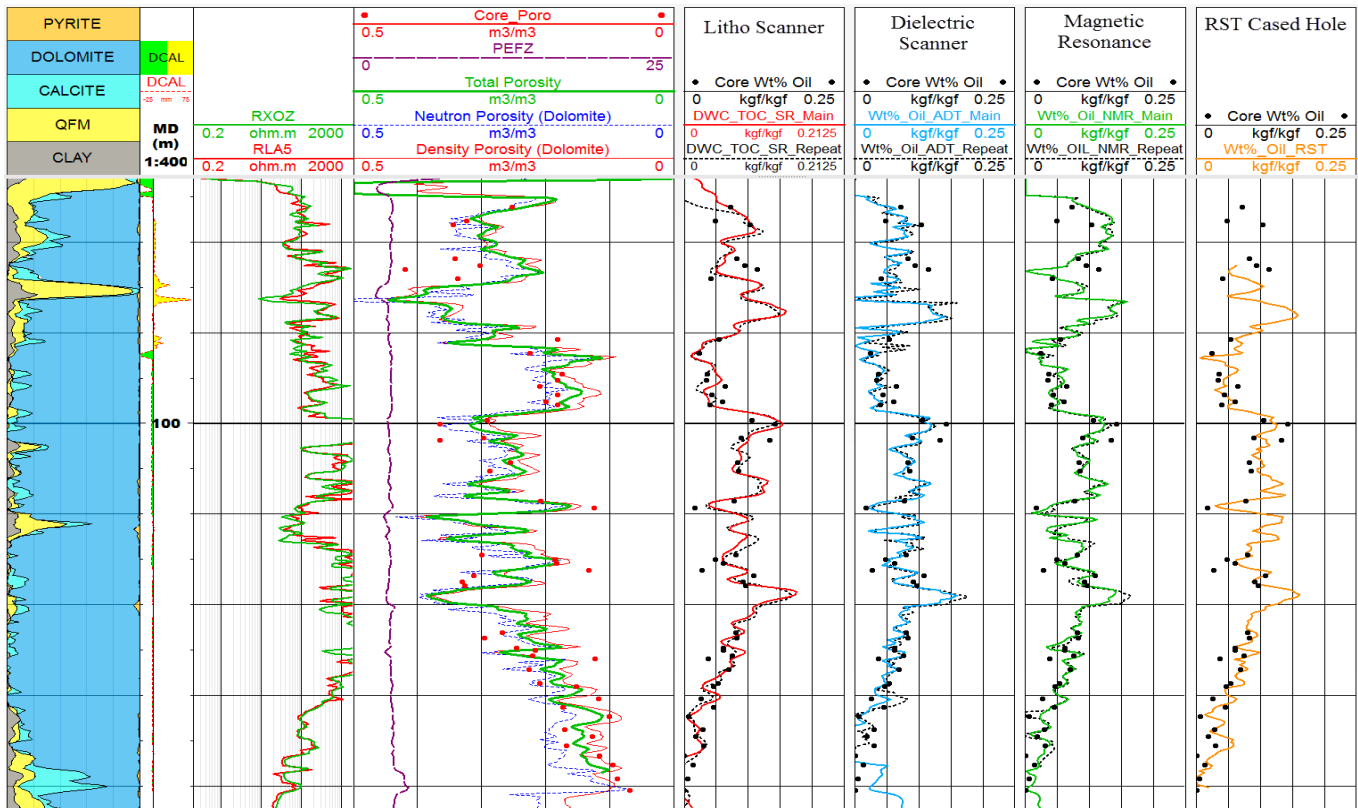 PYRITE
DOLOMITE
CALCITE
QFM
CLAY
DCAL
DCAL
-25 mm 75
MD
(m)
1:400
RXOZ
0.2 ohm.m 2000
RLA5
0.2 ohm.m 2000
Core_Poro
0.5 m3/m3 0
PEFZ
0 25
Total Porosity
0.5 m3/m3 0
Neutron Porosity (Dolomite)
0.5 m3/m3 0
Density Porosity (Dolomite)
0.5 m3/m3 0
Litho Scanner
Core Wt% Oil
0 kgf/kgf 0.25
DWC_TOC_SR_Main
0 kgf/kgf 0.2125
DWC_TOC_SR_Repeat
0 kgf/kgf 0.2125
Dielectric
Scanner
Core Wt% Oil
0 kgf/kgf 0.25
Wt%_Oil_ADT_Main
0 kgf/kgf 0.25
Wt%_Oil_ADT_Repeat
0 kgf/kgf 0.25
Magnetic
Resonance
Core Wt% Oil
0 kgf/kgf 0.25
Wt%_Oil_NMR_Main
0 kgf/kgf 0.25
Wt%_OIL_NMR_Repeat
0 kgf/kgf 0.25
RST Cased Hole
Core Wt% Oil
0 kgf/kgf 0.25
Wt%_Oil_RST
0 kgf/kgf 0.25
100